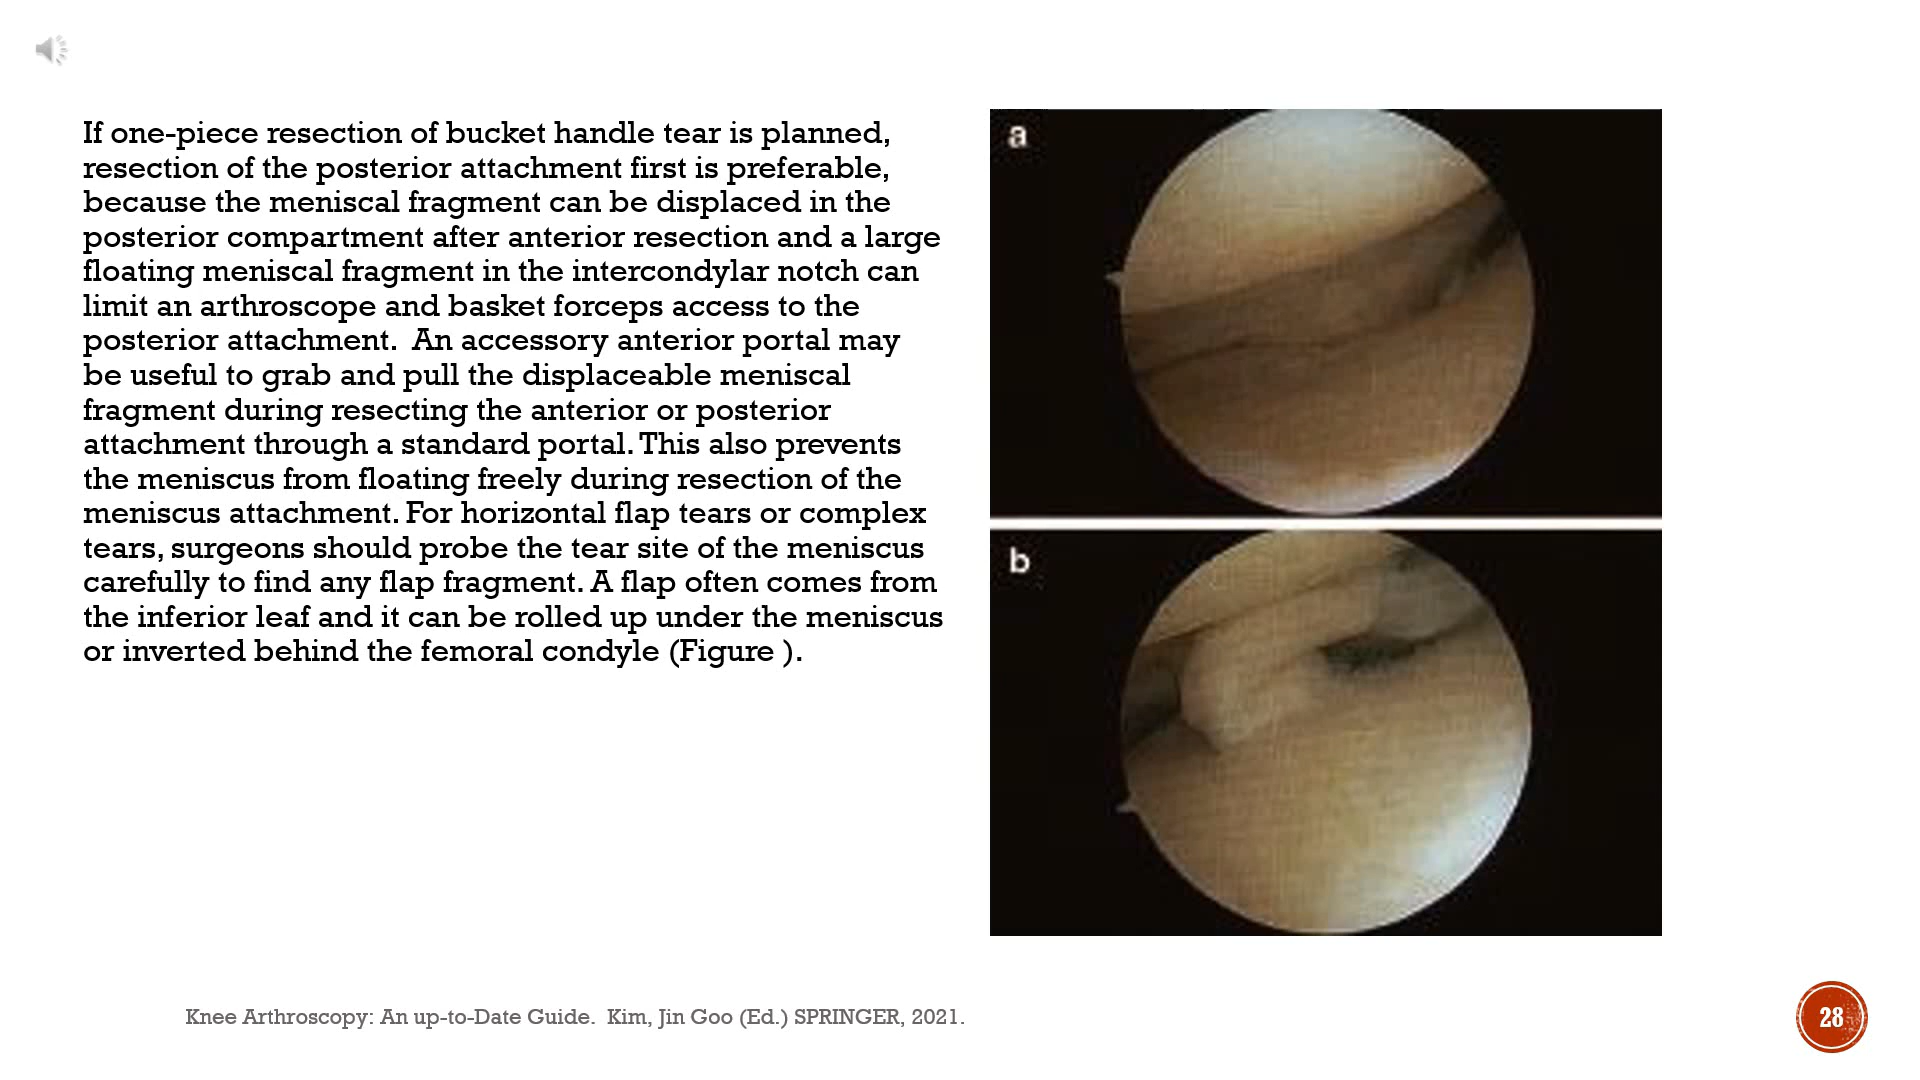 If one-piece resection of bucket handle tear is planned,
resection of the posterior attachment first is preferable,
because the meniscal fragment can be displaced in the
posterior compartment after anterior resection and a large
floating meniscal fragment in the intercondylar notch can
limit an arthroscope and basket forceps access to the
posterior attachment.  An accessory anterior portal may
be useful to grab and pull the displaceable meniscal
fragment during resecting the anterior or posterior
attachment through a standard portal. This also prevents
the meniscus from floating freely during resection of the
meniscus attachment. For horizontal flap tears or complex
tears, surgeons should probe the tear site of the meniscus
carefully to find any flap fragment. A flap often comes from
the inferior leaf and it can be rolled up under the meniscus
or inverted behind the femoral condyle (Figure ).
a
b
Knee Arthroscopy: An up-to-Date Guide.  Kim, Jin Goo (Ed.) SPRINGER, 2021.
28